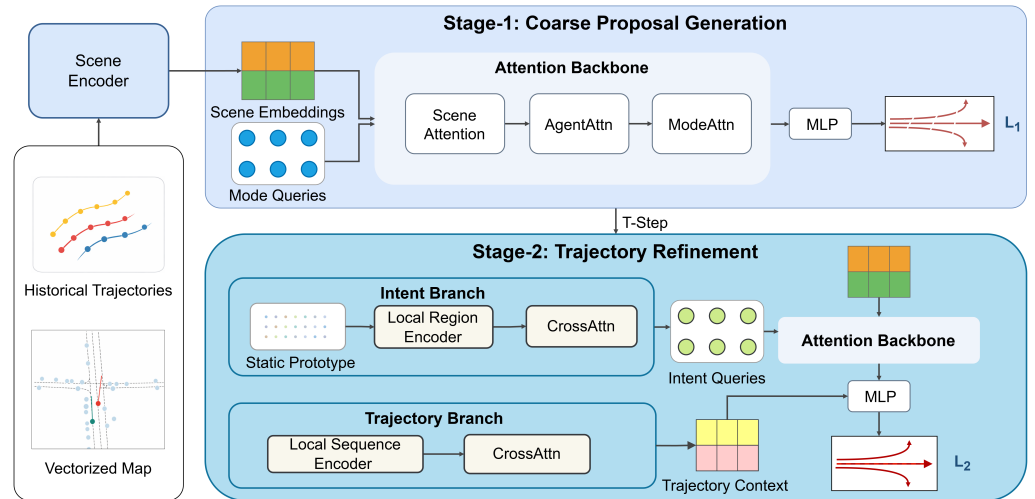 Scene
Encoder
Historical Trajectories
Vectorized Map
Stage-1: Coarse Proposal Generation
Scene Embeddings
Mode Queries
Attention Backbone
Scene
Attention
AgentAttn
ModeAttn
MLP
L1
T-Step
Stage-2: Trajectory Refinement
Intent Branch
Static Prototype
Local Region
Encoder
CrossAttn
Intent Queries
Attention Backbone
MLP
Trajectory Branch
Local Sequence
Encoder
CrossAttn
Trajectory Context
L2